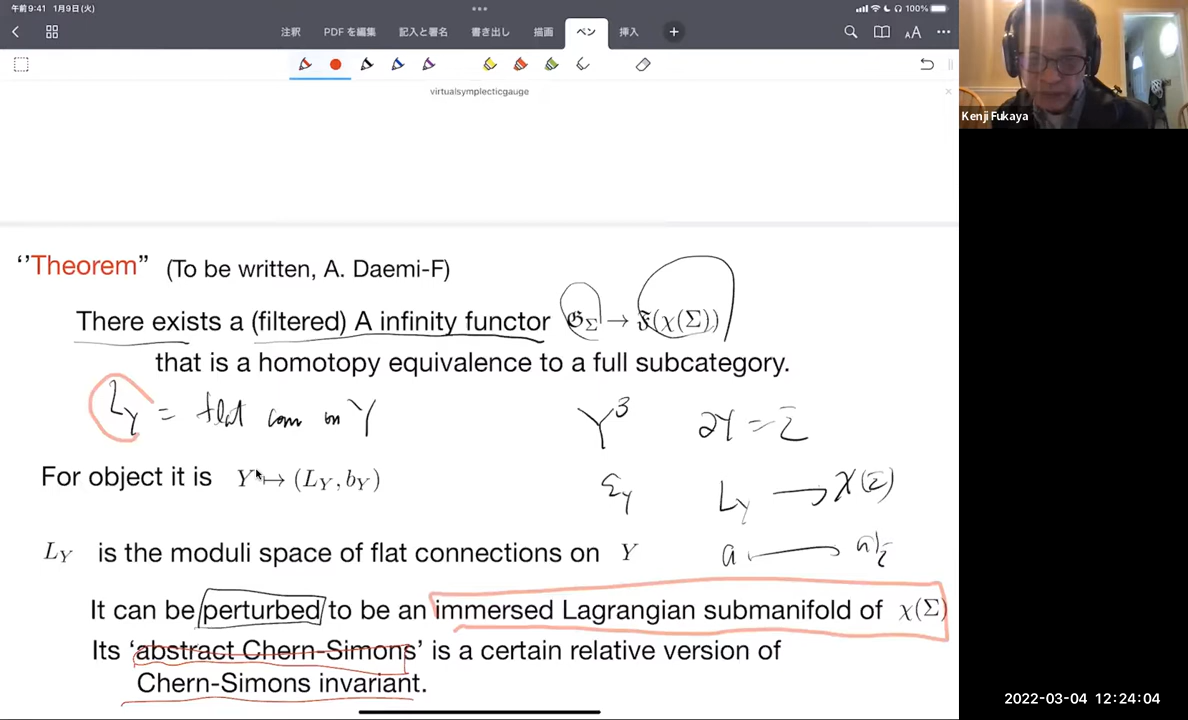 午前9:41 1月9日(火)
100%
注釈 PDF を編集 記入と署名 書き出し 描画 ペン 挿入
AA
virtualsymplecticgauge
Kenji Fukaya
‘’Theorem” (To be written, A. Daemi-F)
There exists a (filtered) A infinity functor 𝔊_Σ → 𝔉(χ(Σ))
that is a homotopy equivalence to a full subcategory.
L_Y = flat conn on Y
Y³ ∂Y = Σ
For object it is Y ↦ (L_Y, b_Y)
Σ_Y L_Y → χ(Σ)
L_Y is the moduli space of flat connections on Y
a
It can be perturbed to be an immersed Lagrangian submanifold of χ(Σ)
Its ‘abstract Chern-Simons’ is a certain relative version of
Chern-Simons invariant.
2022-03-04 12:24:04